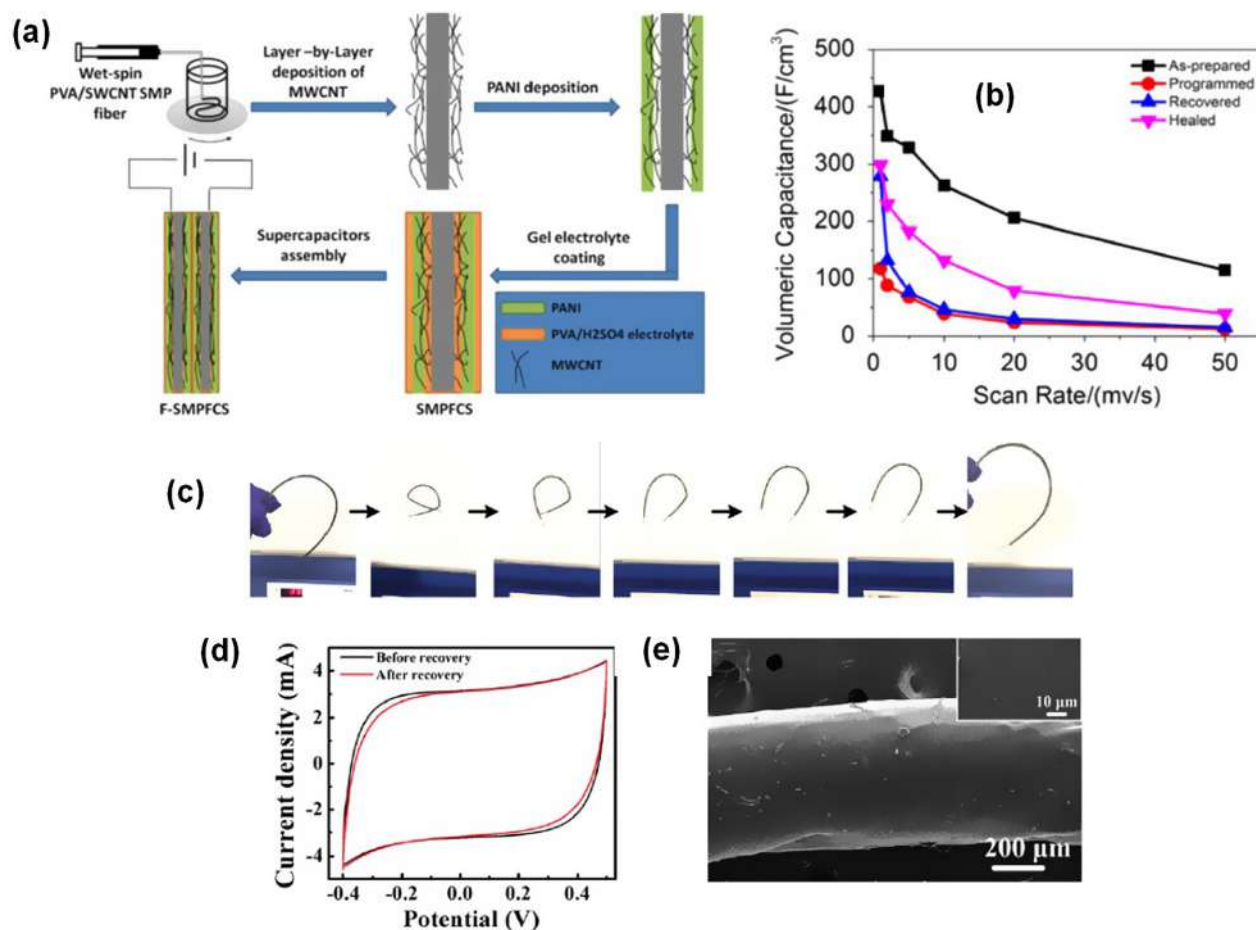 (a)
Wet-spin
PVA/SWCNT SMP
fiber
Layer –by-Layer
deposition of
MWCNT
PANI deposition
Gel electrolyte
coating
Supercapacitors
assembly
PANI
PVA/H2SO4 electrolyte
MWCNT
F-SMPFCS
SMPFCS
(b)
Volumeric Capacitance/(F/cm³)
500
400
300
200
100
0
As-prepared
Programmed
Recovered
Healed
0
10
20
30
40
50
Scan Rate/(mv/s)
(c)
(d)
Current density (mA)
4
2
0
-2
-4
Before recovery
After recovery
-0.4
-0.2
0.0
0.2
0.4
Potential (V)
(e)
10 μm
200 μm